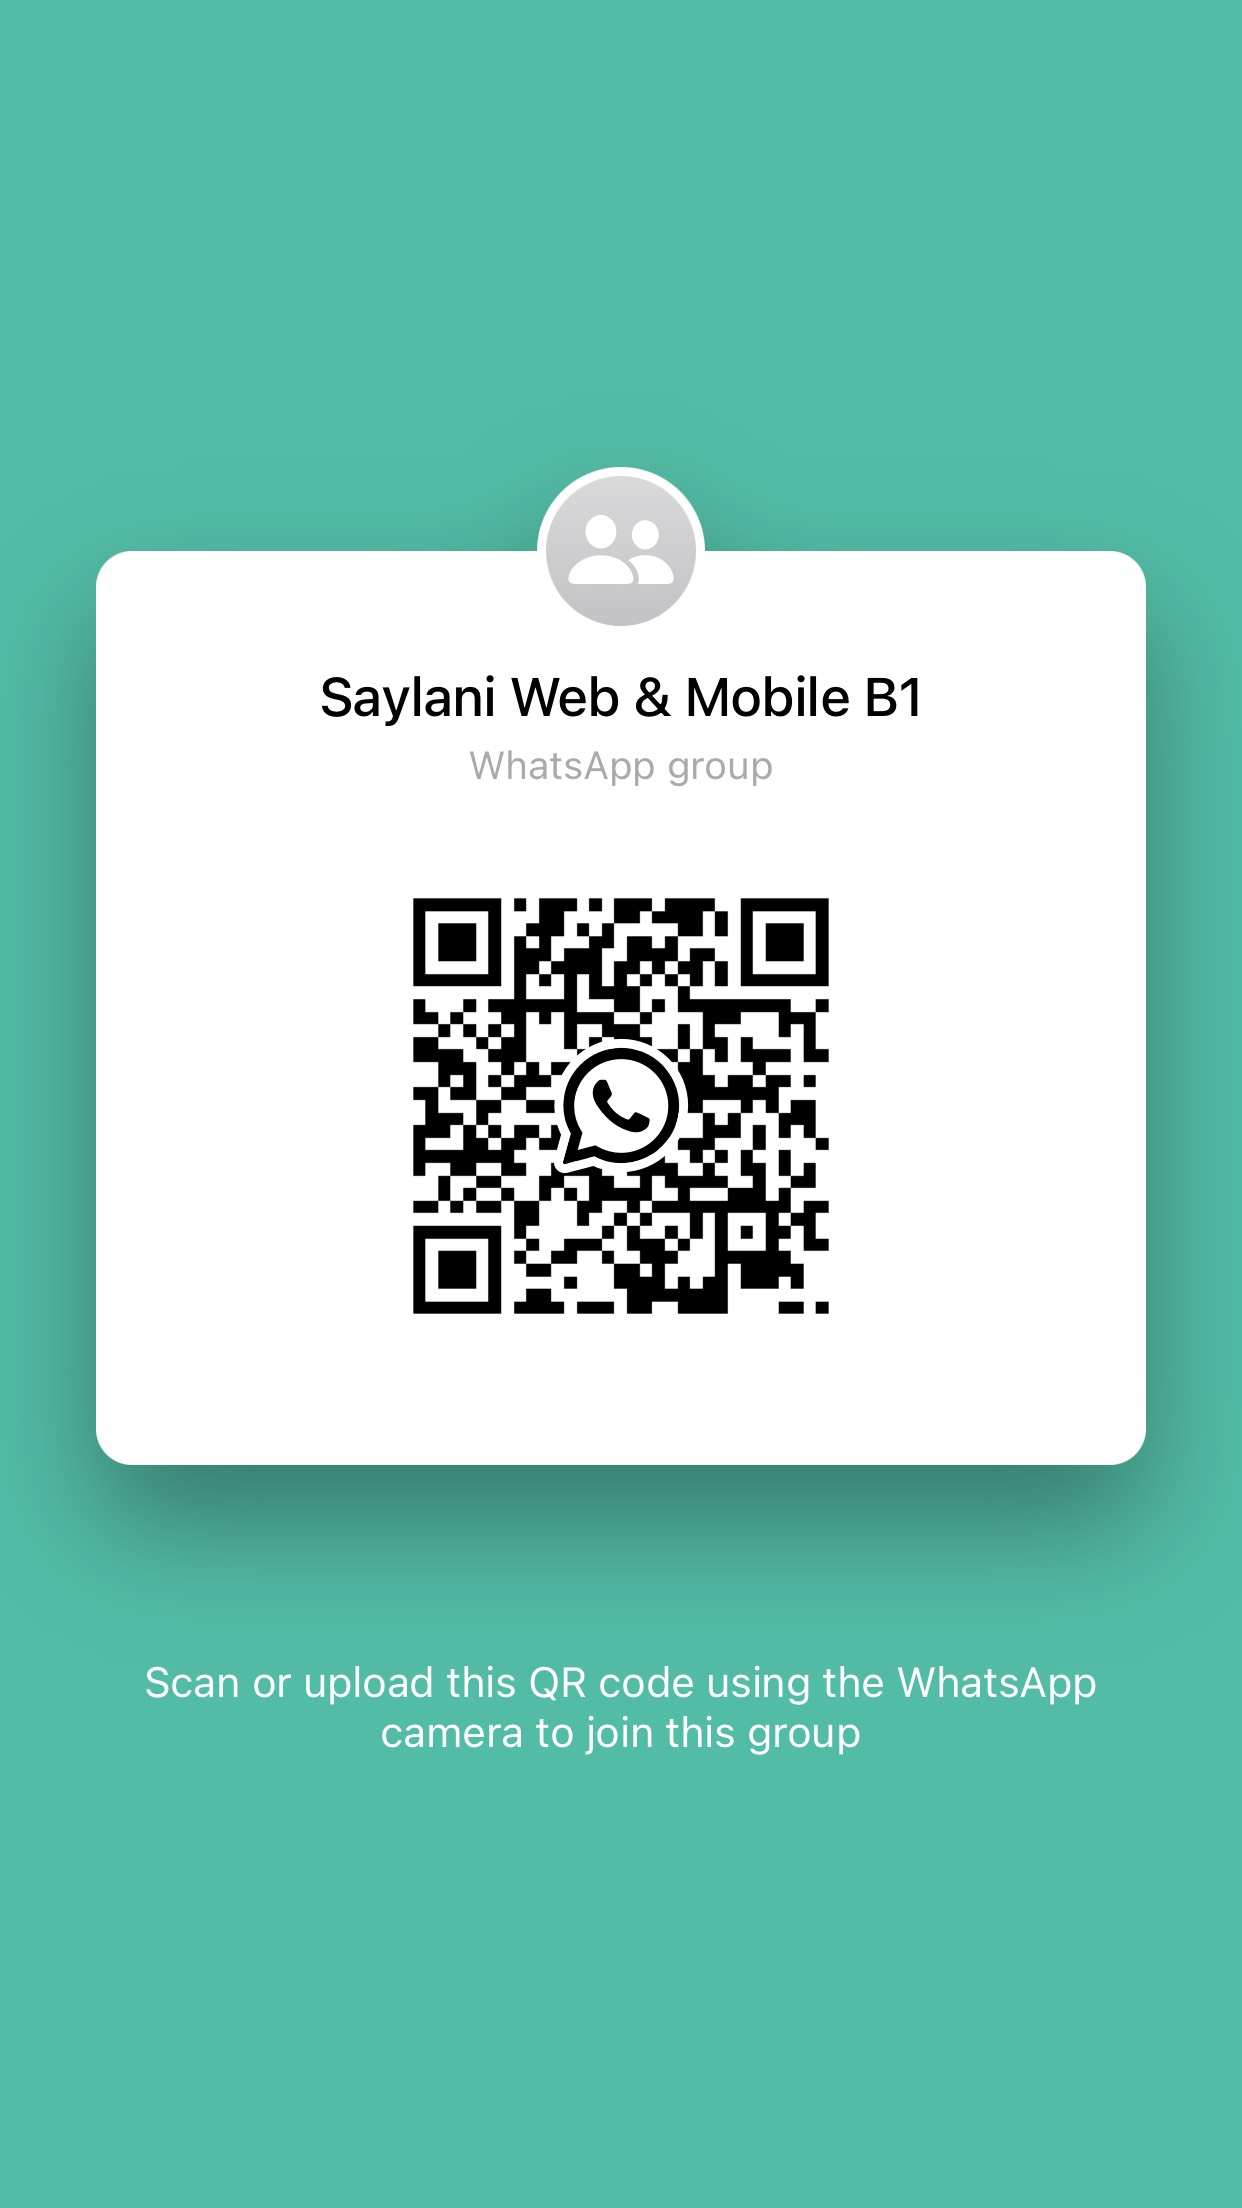 Saylani Web & Mobile B1
WhatsApp group
Scan or upload this QR code using the WhatsApp
camera to join this group